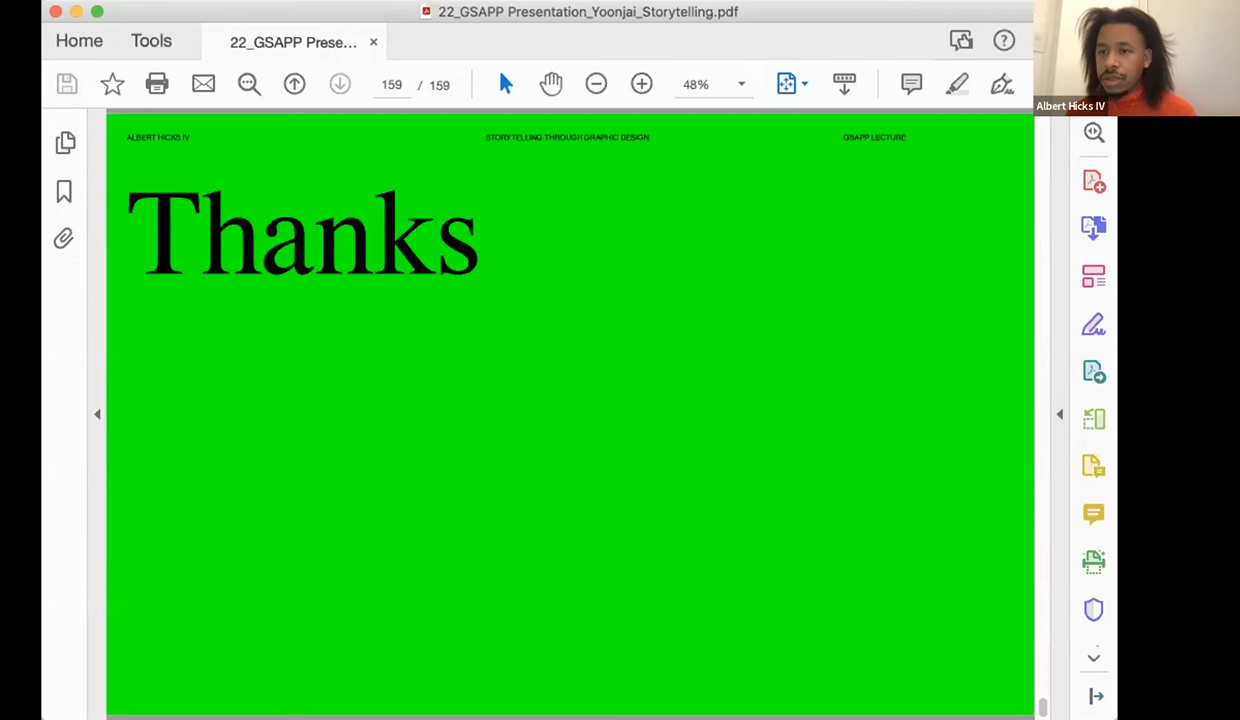 22_GSAPP Presentation_Yoonjai_Storytelling.pdf
Home
Tools
22_GSAPP Prese...
159 / 159
48%
Albert Hicks IV
ALBERT HICKS IV
STORYTELLING THROUGH GRAPHIC DESIGN
GSAPP LECTURE
Thanks